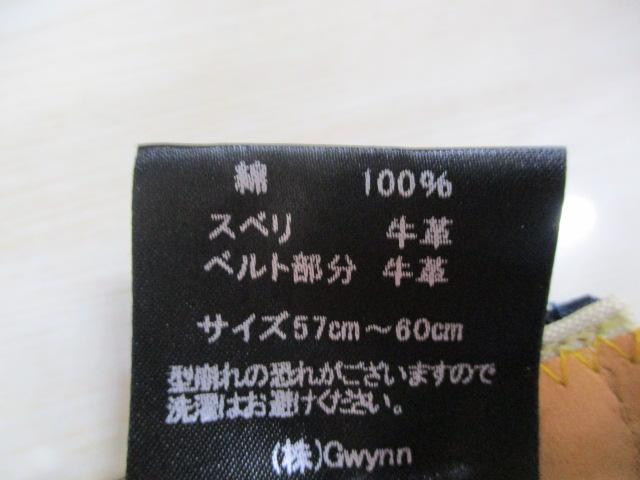 綿 100%
スベリ 牛革
ベルト部分 牛革
サイズ57cm～60cm
型崩れの恐れがございますので
洗濯はお避けください。
(株)Gwynn